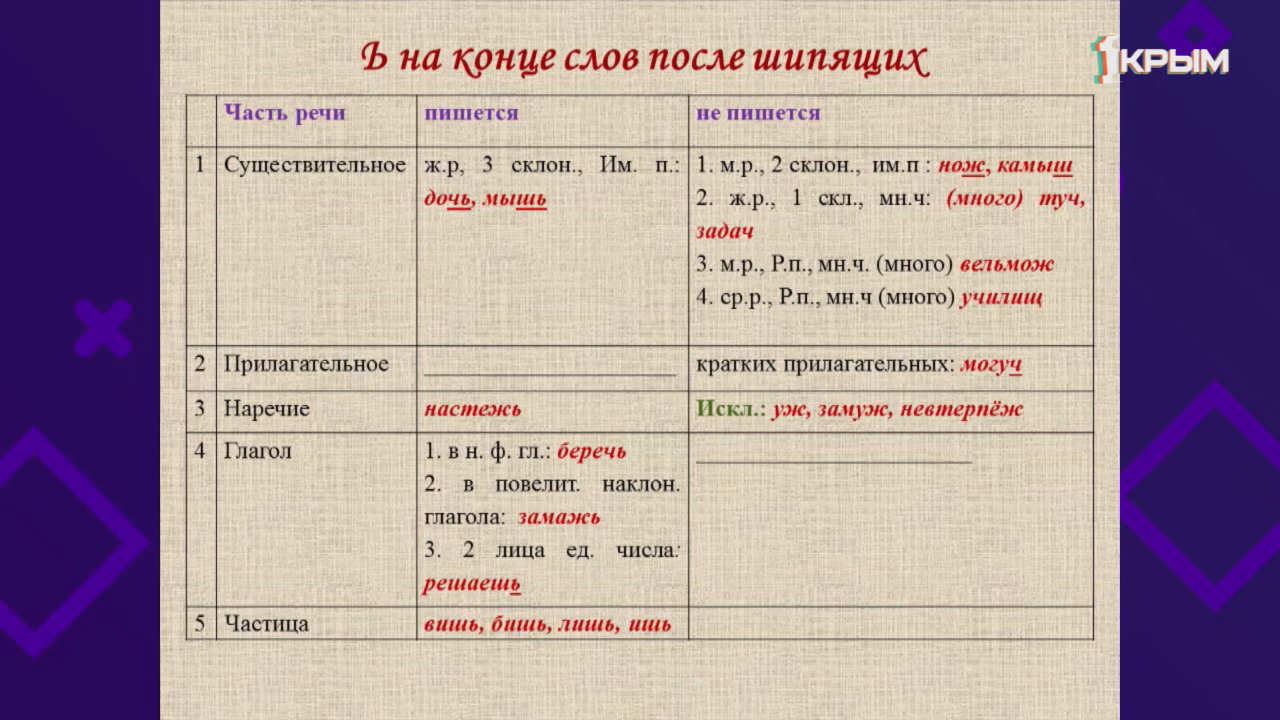 Ь на конце слов после шипящих
1КРЫМ
Часть речи пишется не пишется
1 Существительное ж.р, 3 склон., Им. п.: 1. м.р., 2 склон., им.п : нож, камыш
дочь, мышь 2. ж.р., 1 скл., мн.ч: (много) туч,
задач
3. м.р., Р.п., мн.ч. (много) вельмож
4. ср.р., Р.п., мн.ч (много) училищ
2 Прилагательное кратких прилагательных: могуч
3 Наречие настежь Искл.: уж, замуж, невтерпёж
4 Глагол 1. в н. ф. гл.: беречь
2. в повелит. наклон.
глагола: замажь
3. 2 лица ед. числа:
решаешь
5 Частица вишь, бишь, лишь, ишь